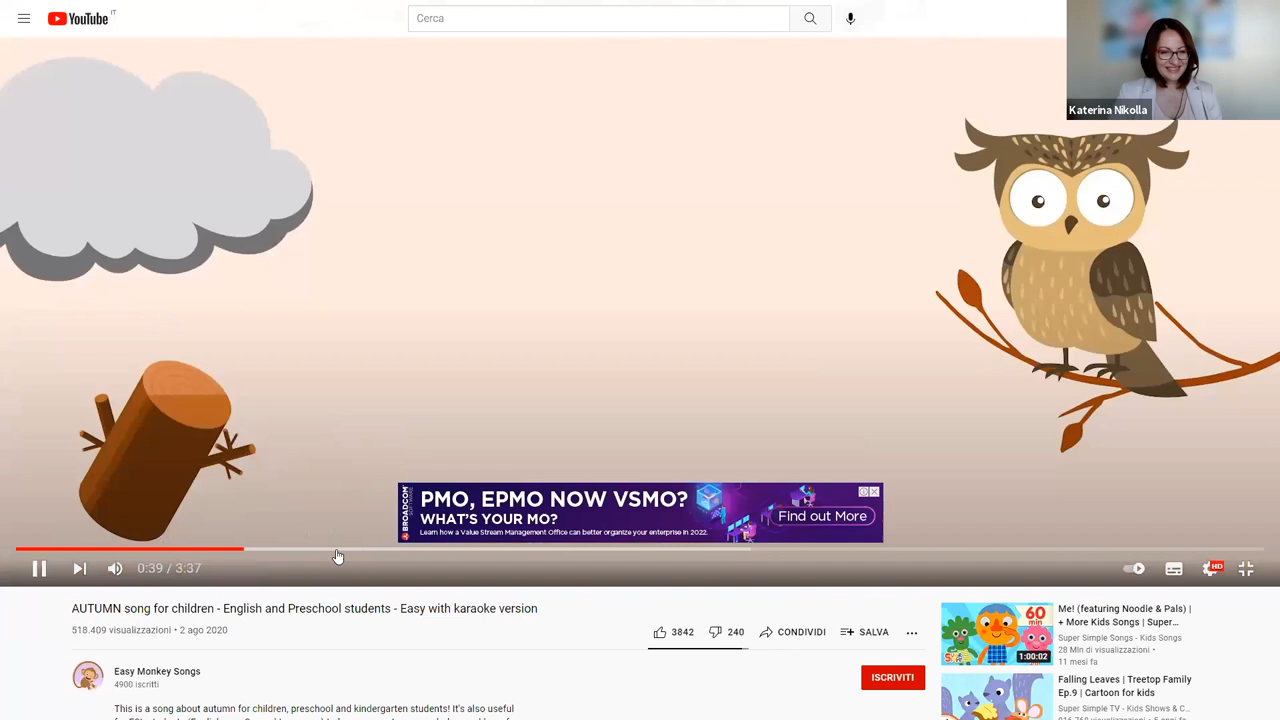 YouTube IT
Cerca
Katerina Nikolla
BROADCOM SOFTWARE
PMO, EPMO NOW VSMO?
WHAT'S YOUR MO?
Learn how a Value Stream Management Office can better organize your enterprise in 2022.
Find out More
0:39 / 3:37
HD
AUTUMN song for children - English and Preschool students - Easy with karaoke version
518.409 visualizzazioni • 2 ago 2020
3842
240
CONDIVIDI
SALVA
Easy Monkey Songs
4900 iscritti
ISCRIVITI
This is a song about autumn for children, preschool and kindergarten students! It's also useful
60
min
1:00:02
Me! (featuring Noodle & Pals) |
+ More Kids Songs | Super...
Super Simple Songs - Kids Songs
28 Mln di visualizzazioni •
11 mesi fa
Falling Leaves | Treetop Family
Ep.9 | Cartoon for kids
Super Simple TV - Kids Shows & C...